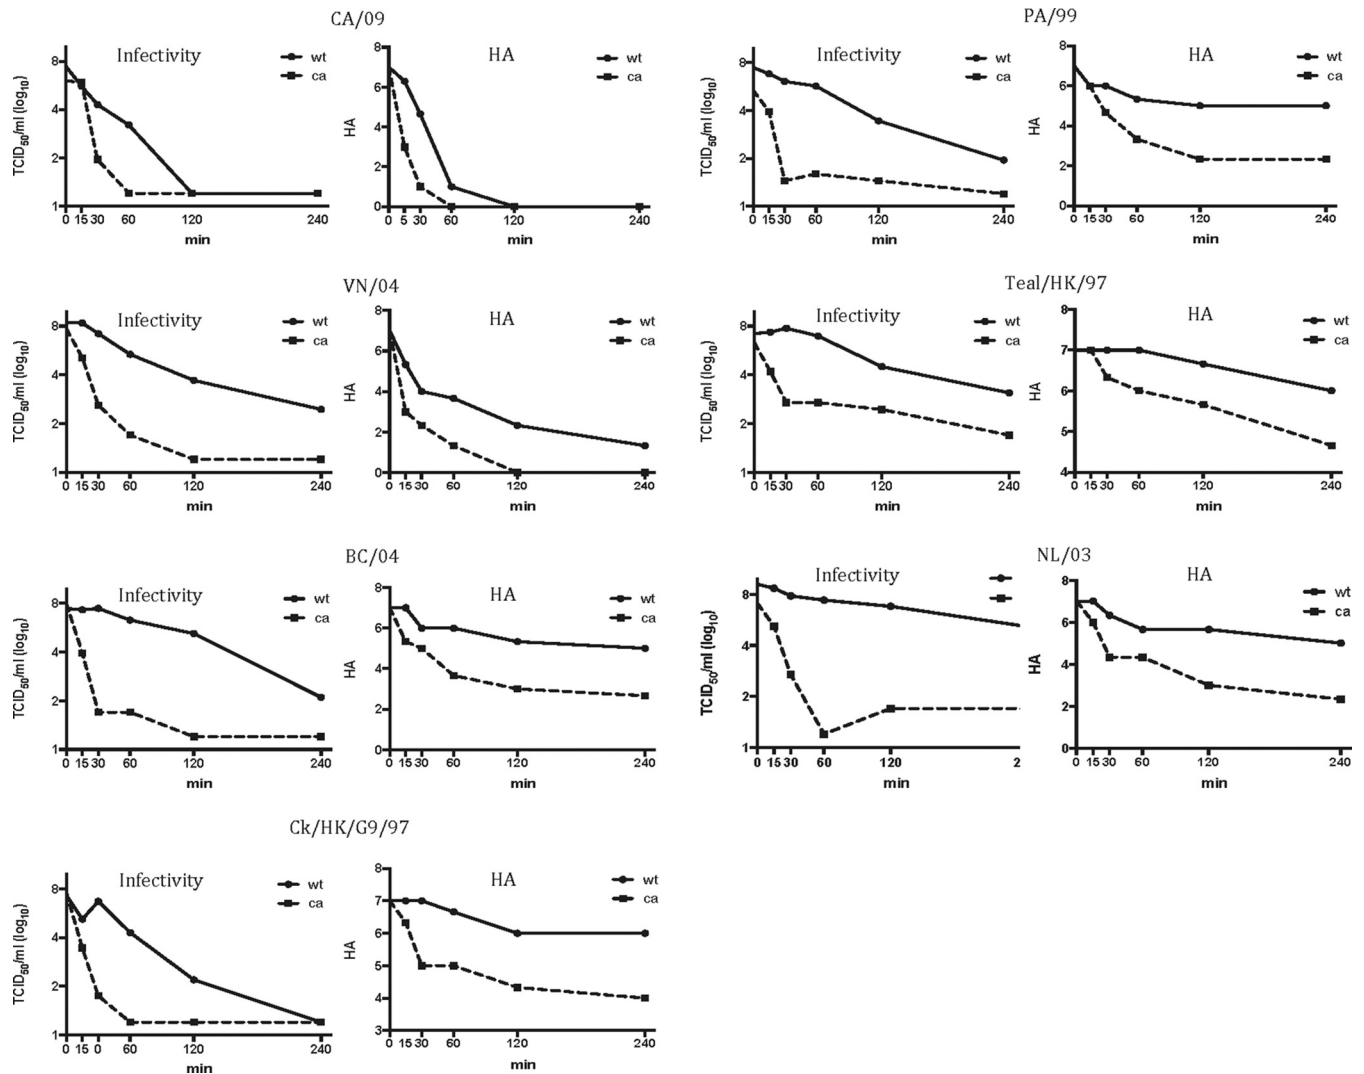 CA/09
Infectivity
wt
ca
TCID50/ml (log10)
8
4
2
1
0 15 30 60 120 240
min
HA
wt
ca
HA
8
6
4
2
0
0 15 30 60 120 240
min
PA/99
Infectivity
wt
ca
TCID50/ml (log10)
8
4
2
1
0 15 30 60 120 240
min
HA
wt
ca
HA
8
6
4
2
0
0 15 30 60 120 240
min
VN/04
Infectivity
wt
ca
TCID50/ml (log10)
8
4
2
1
0 15 30 60 120 240
min
HA
wt
ca
HA
8
6
4
2
0
0 15 30 60 120 240
min
Teal/HK/97
Infectivity
wt
ca
TCID50/ml (log10)
8
4
2
1
0 15 30 60 120 240
min
HA
wt
ca
HA
8
7
6
5
4
0 15 30 60 120 240
min
BC/04
Infectivity
wt
ca
TCID50/ml (log10)
8
4
2
1
0 15 30 60 120 240
min
HA
wt
ca
HA
8
6
4
2
0
0 15 30 60 120 240
min
NL/03
Infectivity
TCID50/ml (log10)
8
4
2
1
0 15 30 60 120 2
min
HA
wt
ca
HA
8
6
4
2
0
0 15 30 60 120 240
min
Ck/HK/G9/97
Infectivity
wt
ca
TCID50/ml (log10)
8
4
2
1
0 15 0 60 120 240
min
HA
wt
ca
HA
8
7
6
5
4
3
0 15 30 60 120 240
min